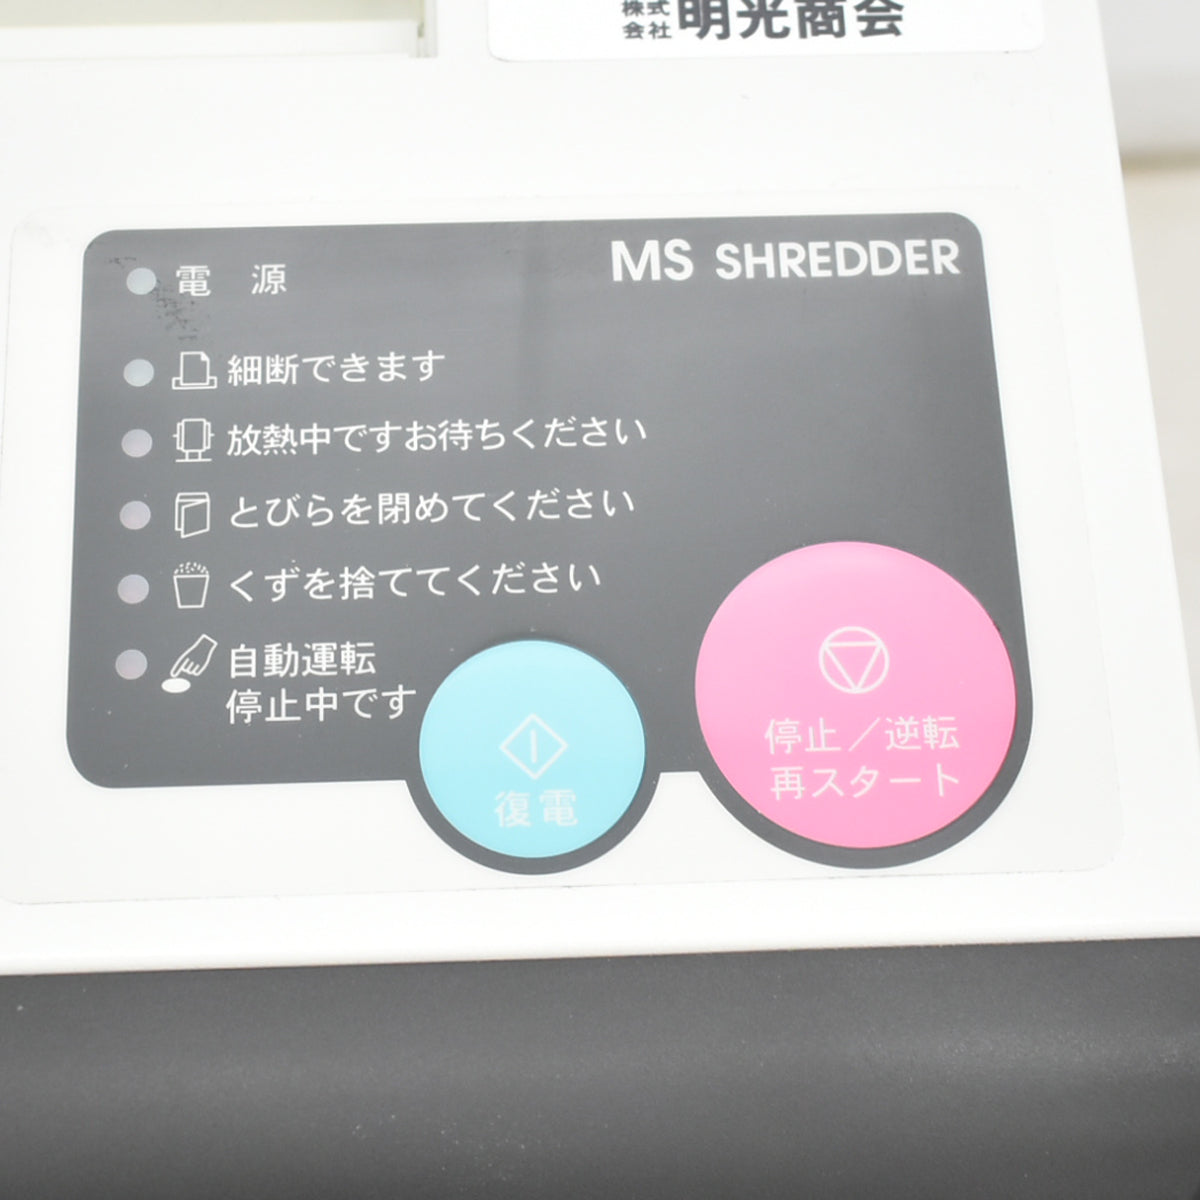 株式
会社 明光商会
MS SHREDDER
電 源
細断できます
放熱中ですお待ちください
とびらを閉めてください
くずを捨ててください
自動運転
停止中です
復電
停止／逆転
再スタート